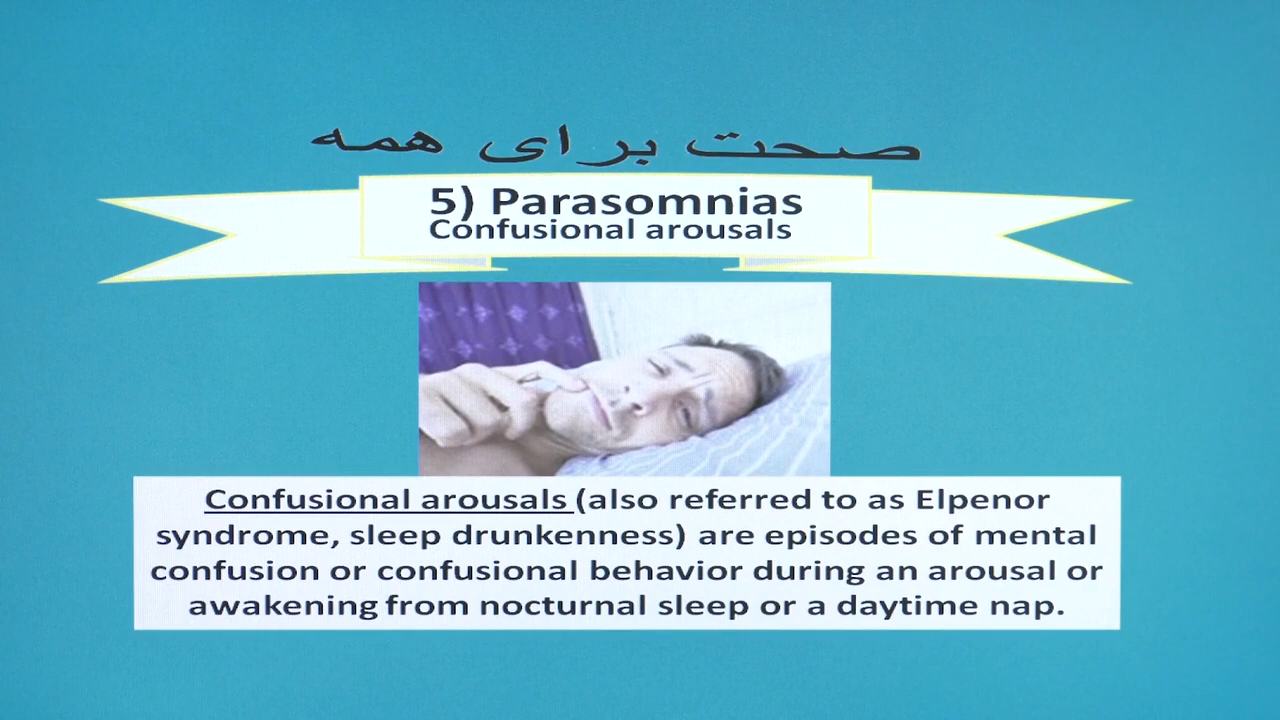 صحت برای همه
5) Parasomnias
Confusional arousals
Confusional arousals (also referred to as Elpenor
syndrome, sleep drunkenness) are episodes of mental
confusion or confusional behavior during an arousal or
awakening from nocturnal sleep or a daytime nap.